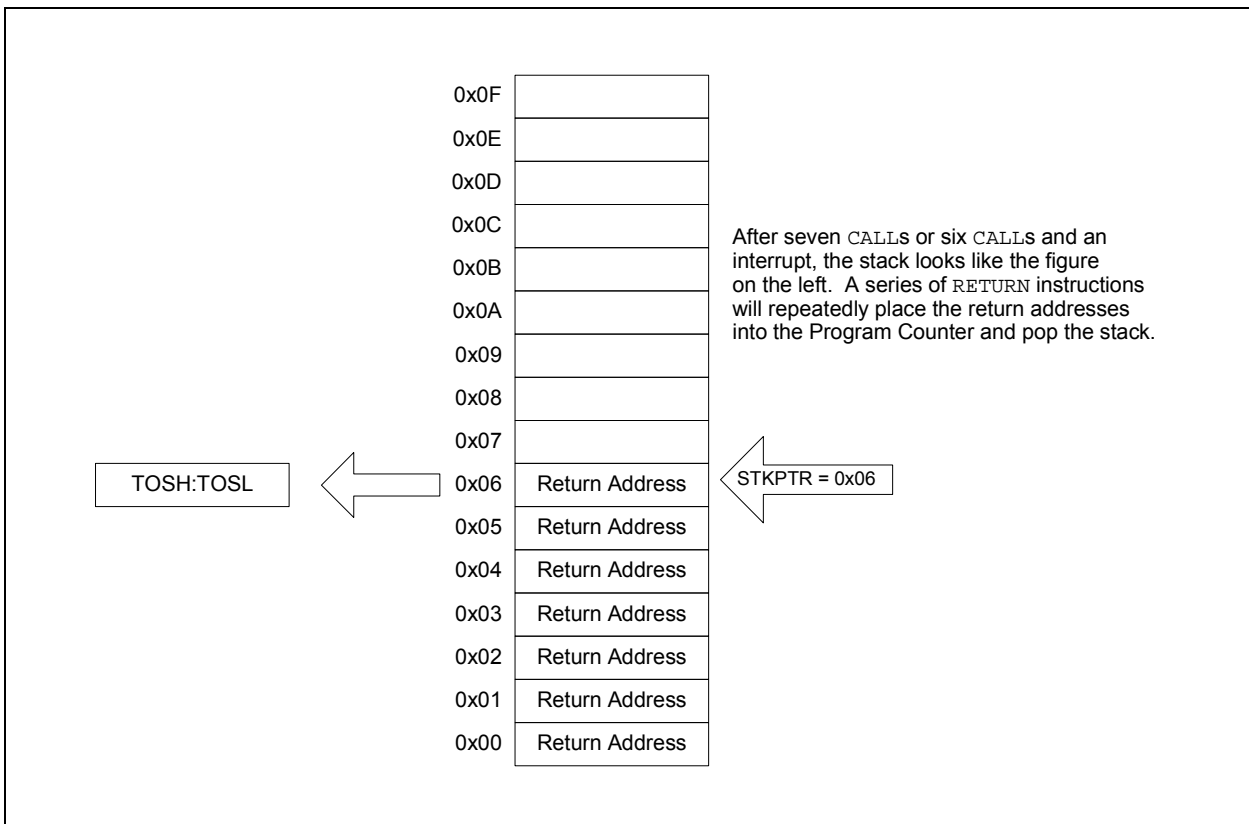 0x0F
0x0E
0x0D
0x0C
0x0B
0x0A
0x09
0x08
0x07
After seven CALLs or six CALLs and an
interrupt, the stack looks like the figure
on the left. A series of RETURN instructions
will repeatedly place the return addresses
into the Program Counter and pop the stack.
TOSH:TOSL
0x06 Return Address
STKPTR = 0x06
0x05 Return Address
0x04 Return Address
0x03 Return Address
0x02 Return Address
0x01 Return Address
0x00 Return Address